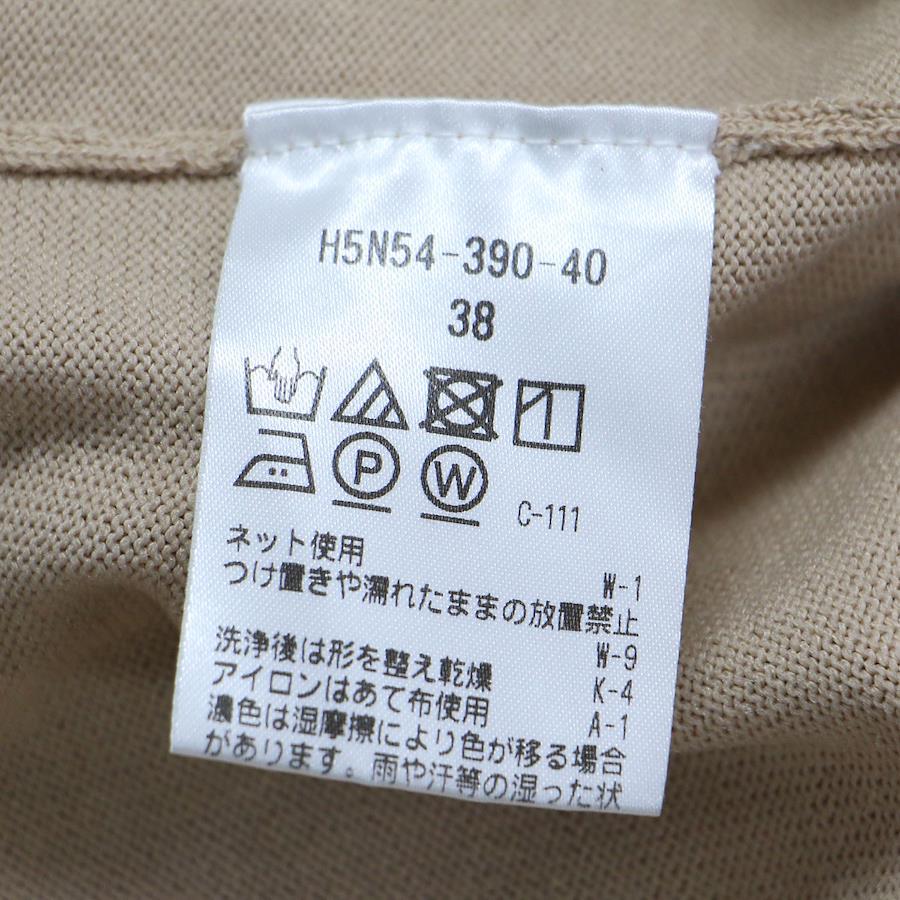 H5N54-390-40
38
P W C-111
ネット使用 W-1
つけ置きや濡れたままの放置禁止
W-9
洗浄後は形を整え乾燥 K-4
アイロンはあて布使用 A-1
濃色は湿摩擦により色が移る場合
があります。雨や汗等の湿った状